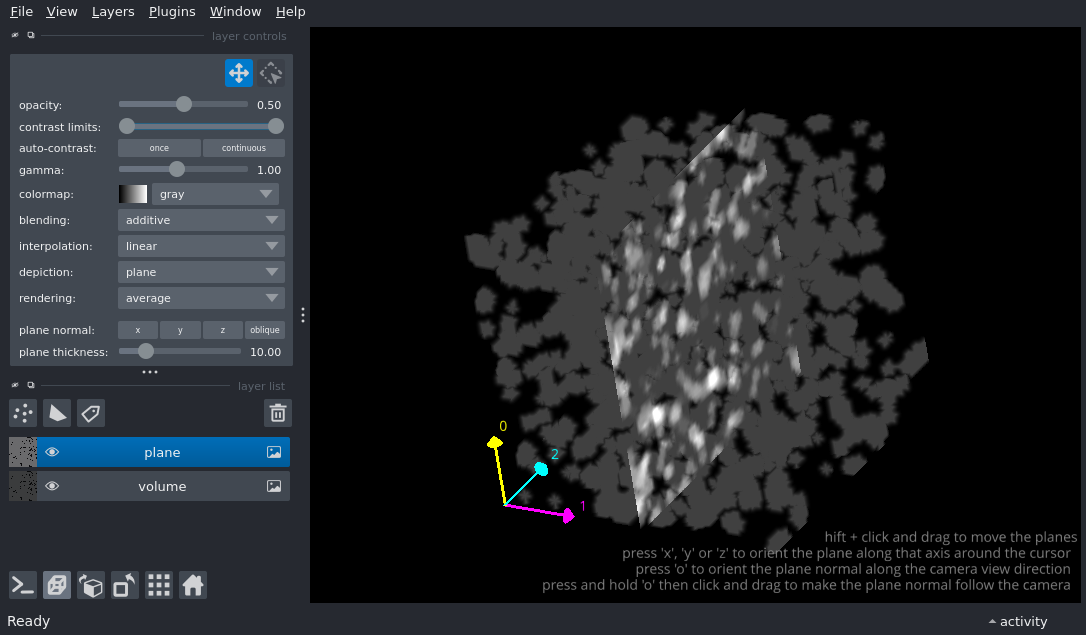 File View Layers Plugins Window Help
layer controls
opacity: 0.50
contrast limits:
auto-contrast: once continuous
gamma: 1.00
colormap: gray
blending: additive
interpolation: linear
depiction: plane
rendering: average
plane normal: x y z oblique
plane thickness: 10.00
layer list
plane
volume
0
2
1
hift + click and drag to move the planes
press 'x', 'y' or 'z' to orient the plane along that axis around the cursor
press 'o' to orient the plane normal along the camera view direction
press and hold 'o' then click and drag to make the plane normal follow the camera
Ready
activity